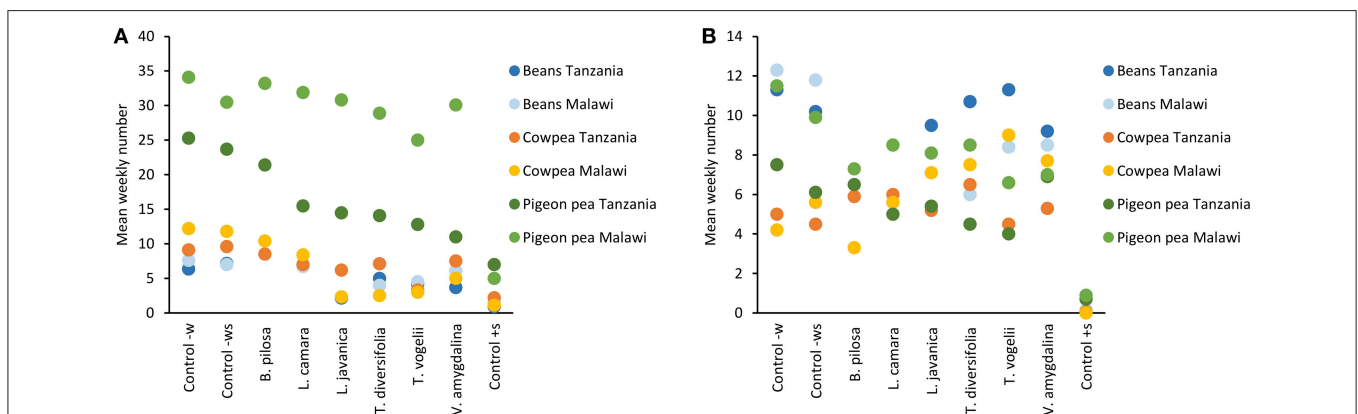 A
Mean weekly number
40
35
30
25
20
15
10
5
0
Control -w
Control -ws
B. pilosa
L. camara
L. javanica
T. diversifolia
T. vogelii
V. amygdalina
Control +s
Beans Tanzania
Beans Malawi
Cowpea Tanzania
Cowpea Malawi
Pigeon pea Tanzania
Pigeon pea Malawi
B
Mean weekly number
14
12
10
8
6
4
2
0
Control -w
Control -ws
B. pilosa
L. camara
L. javanica
T. diversifolia
T. vogelii
V. amygdalina
Control +s
Beans Tanzania
Beans Malawi
Cowpea Tanzania
Cowpea Malawi
Pigeon pea Tanzania
Pigeon pea Malawi